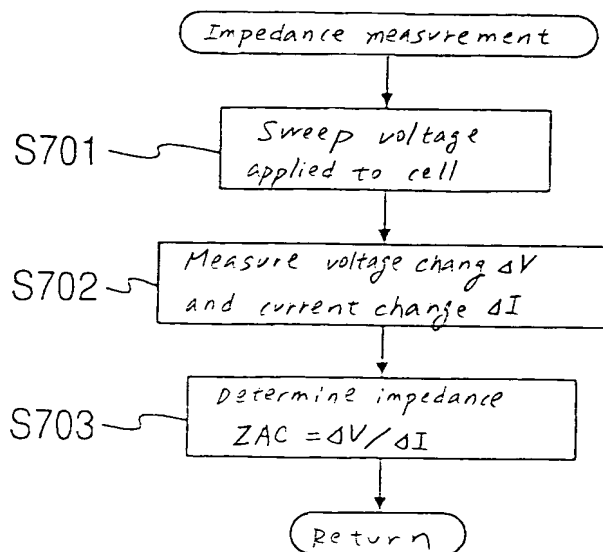 Impedance measurement
S701
Sweep voltage
applied to cell
S702
Measure voltage chang ΔV
and current change ΔI
S703
Determine impedance
ZAC = ΔV / ΔI
Return